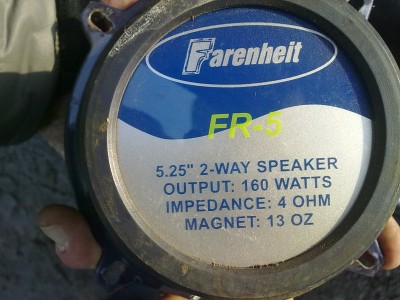 Farenheit
FR-5
5.25" 2-WAY SPEAKER
OUTPUT: 160 WATTS
IMPEDANCE: 4 OHM
MAGNET: 13 OZ